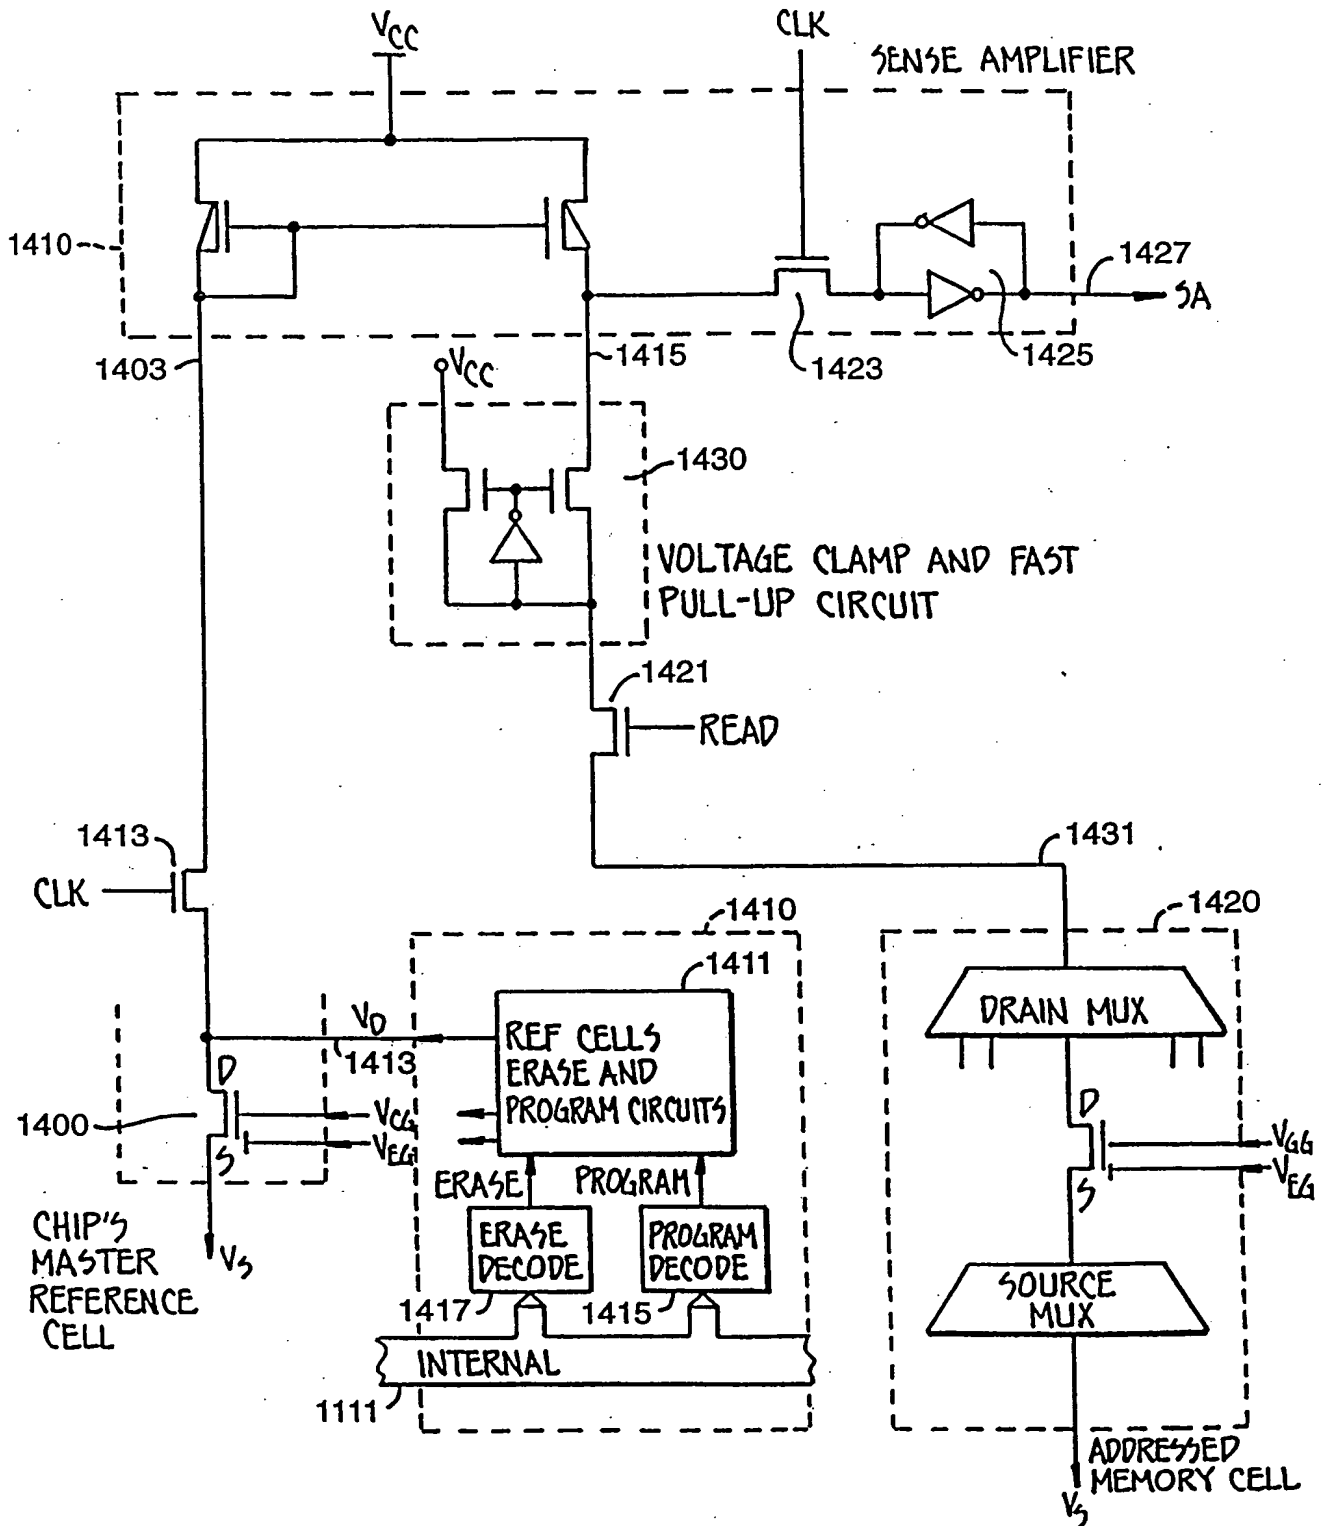 VCC
CLK
SENSE AMPLIFIER
1410
1427
SA
1403
1415
1423
1425
VCC
1430
VOLTAGE CLAMP AND FAST
PULL-UP CIRCUIT
1421
READ
1413
CLK
1431
1410
1420
1411
DRAIN MUX
VD
1413
REF CELLS
ERASE AND
PROGRAM CIRCUITS
D
1400
VCG
VEG
S
D
VGG
VEG
S
ERASE
PROGRAM
ERASE
DECODE
PROGRAM
DECODE
CHIP'S
MASTER
REFERENCE
CELL
VS
1417
1415
SOURCE
MUX
INTERNAL
1111
ADDRESSED
MEMORY CELL
VS